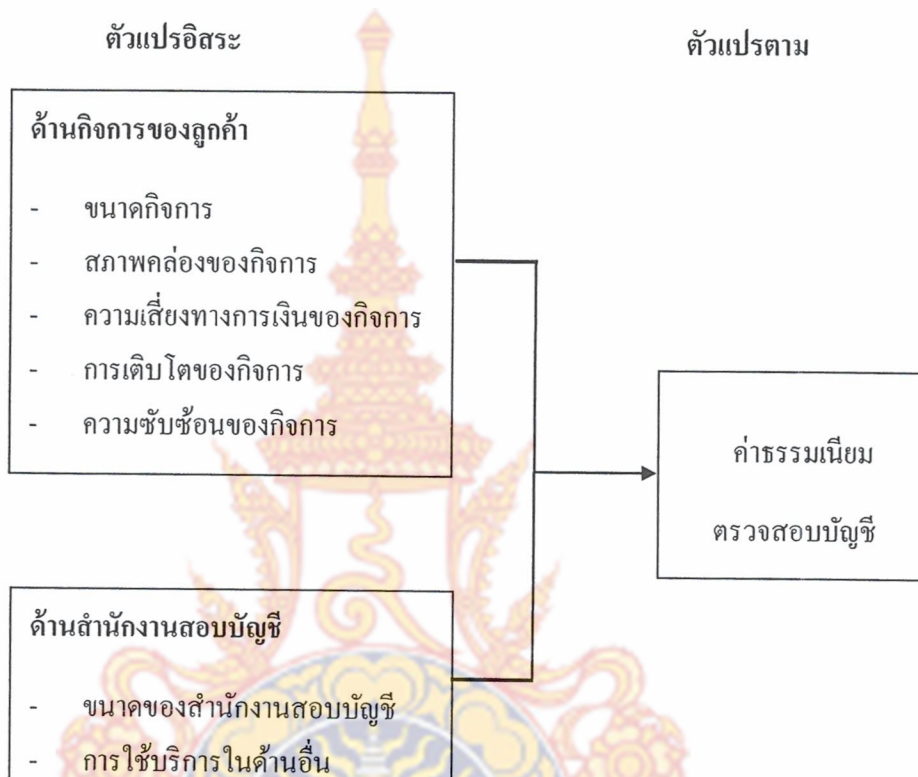 ตัวแปรอิสระ
ตัวแปรตาม
ด้านกิจการของลูกค้า
- ขนาดกิจการ
- สภาพคล่องของกิจการ
- ความเสี่ยงทางการเงินของกิจการ
- การเติบโตของกิจการ
- ความซับซ้อนของกิจการ
ค่าธรรมเนียม
ตรวจสอบบัญชี
ด้านสำนักงานสอบบัญชี
- ขนาดของสำนักงานสอบบัญชี
- การใช้บริการในด้านอื่น